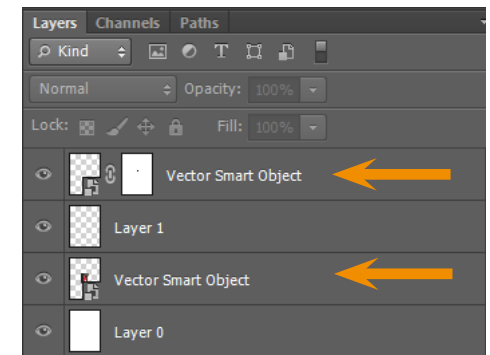 Layers Channels Paths
Kind
Normal Opacity: 100%
Lock: Fill: 100%
Vector Smart Object
Layer 1
Vector Smart Object
Layer 0